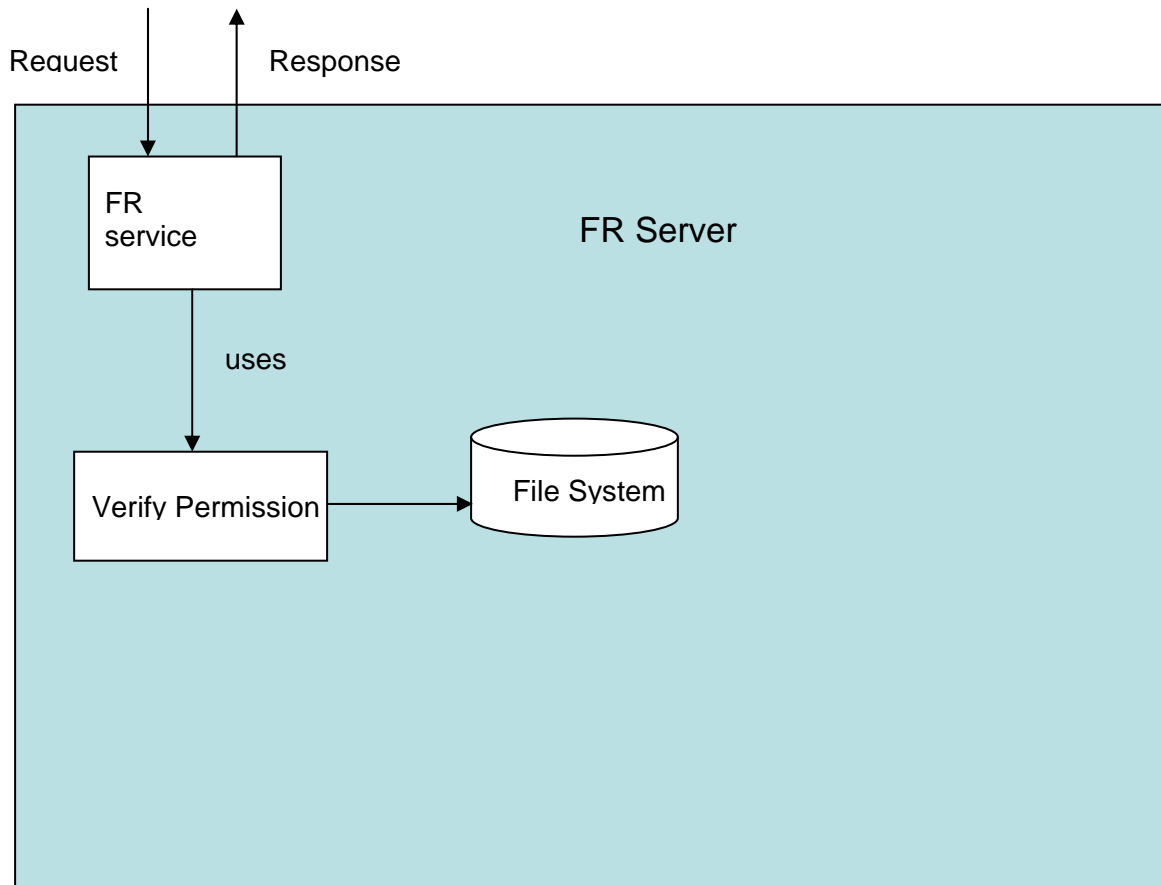 Request
Response
FR
service
FR Server
uses
Verify Permission
File System